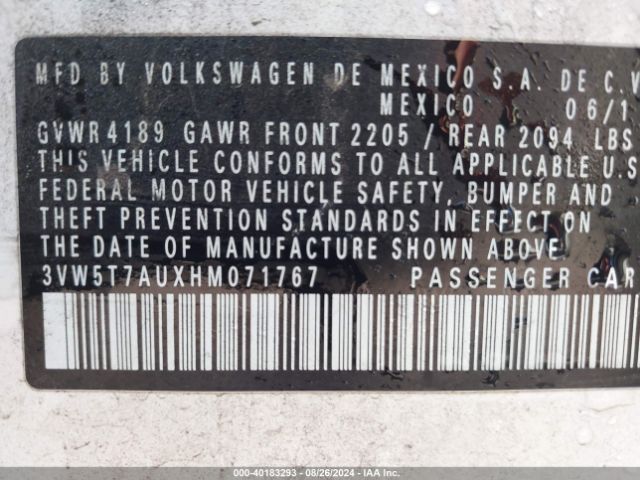 MFD BY VOLKSWAGEN DE MEXICO S.A. DE C.V
MEXICO 06/1
GVWR 4189 GAWR FRONT 2205 / REAR 2094 LBS
THIS VEHICLE CONFORMS TO ALL APPLICABLE U.S
FEDERAL MOTOR VEHICLE SAFETY, BUMPER AND
THEFT PREVENTION STANDARDS IN EFFECT ON
THE DATE OF MANUFACTURE SHOWN ABOVE
3VW5T7AUXHM071767 PASSENGER CAR
000-40183293 - 08/26/2024 - IAA Inc.